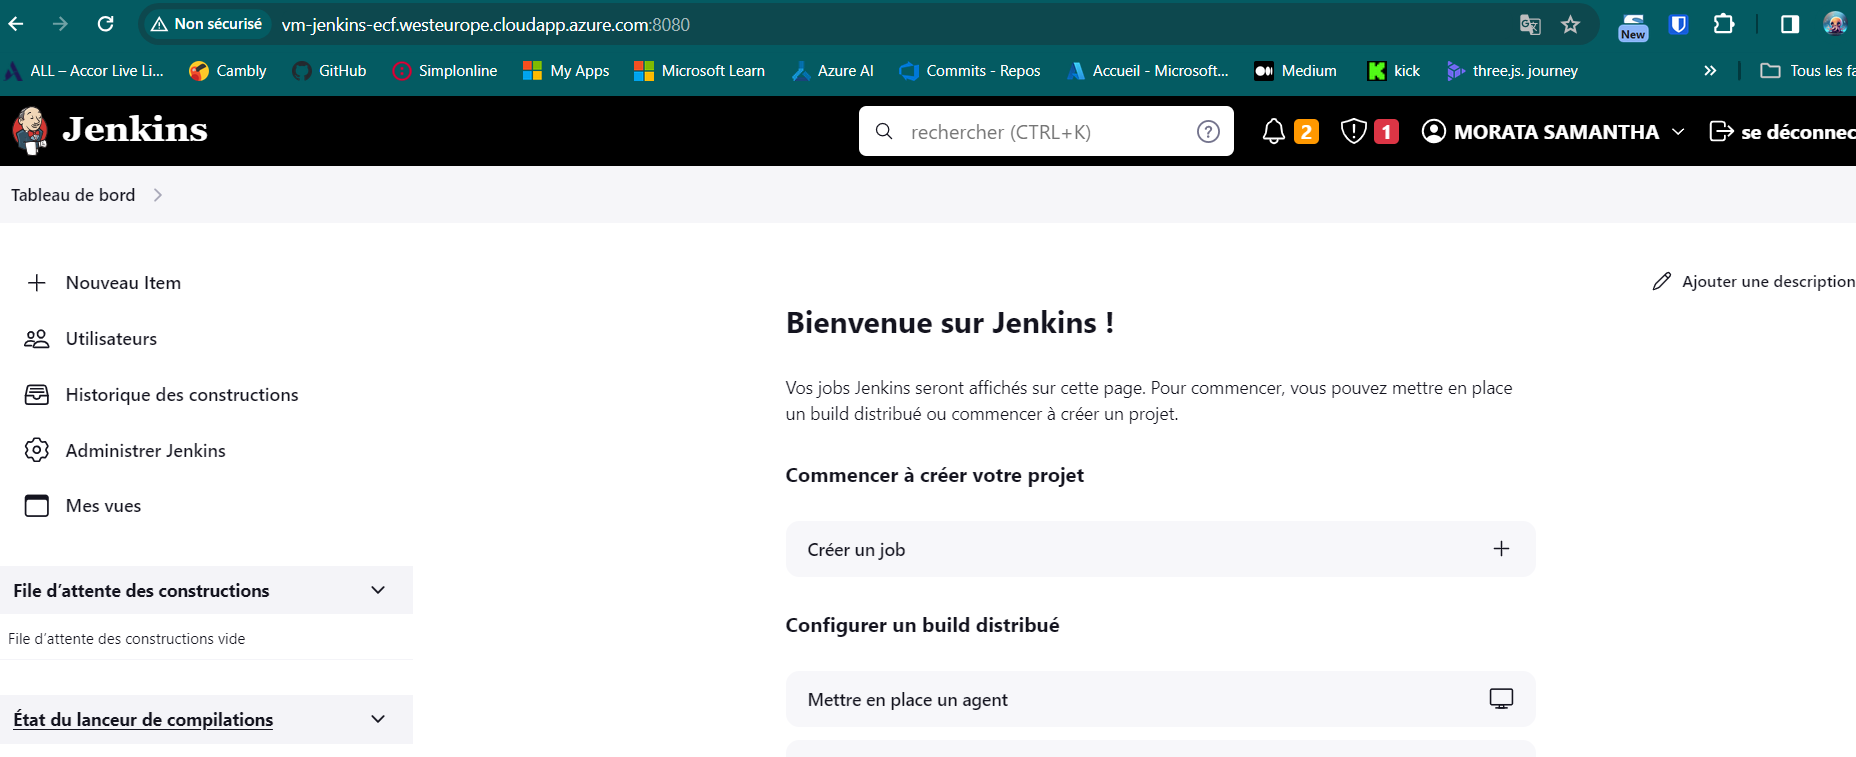 Non sécurisé vm-jenkins-ecf.westeurope.cloudapp.azure.com:8080
New
ALL – Accor Live Li... Cambly GitHub Simplonline My Apps Microsoft Learn Azure AI Commits - Repos Accueil - Microsoft... Medium kick three.js. journey » Tous les fa
Jenkins rechercher (CTRL+K) ? 2 1 MORATA SAMANTHA se déconnec
Tableau de bord
Nouveau Item
Utilisateurs
Historique des constructions
Administrer Jenkins
Mes vues
File d’attente des constructions
File d’attente des constructions vide
État du lanceur de compilations
Ajouter une description
Bienvenue sur Jenkins !
Vos jobs Jenkins seront affichés sur cette page. Pour commencer, vous pouvez mettre en place
un build distribué ou commencer à créer un projet.
Commencer à créer votre projet
Créer un job
Configurer un build distribué
Mettre en place un agent